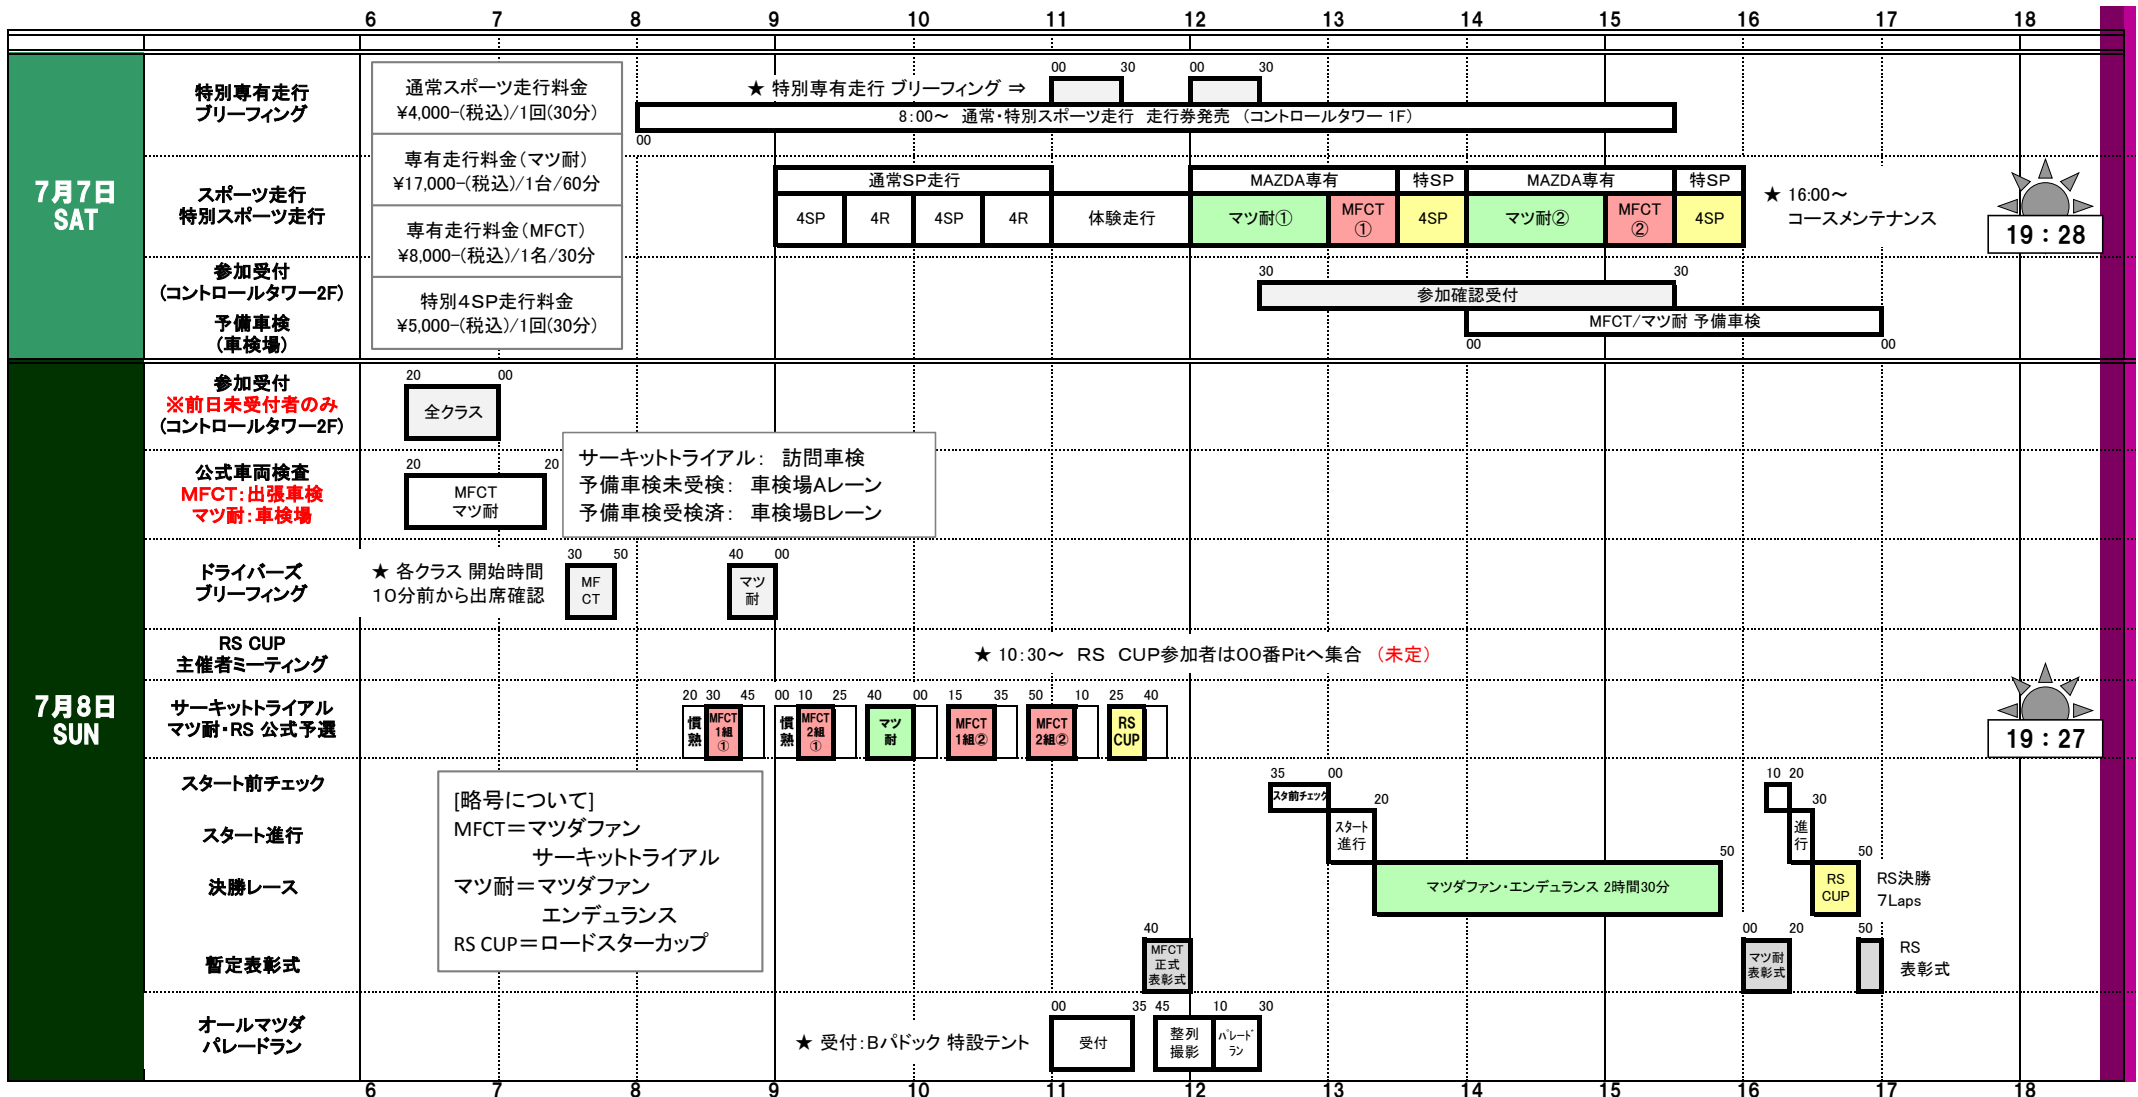 6 7 8 9 10 11 12 13 14 15 16 17 18
7月7日
SAT
特別専有走行
ブリーフィング
通常スポーツ走行料金
¥4,000-(税込)/1回(30分)
専有走行料金(マツ耐)
¥17,000-(税込)/1台/60分
専有走行料金(MFCT)
¥8,000-(税込)/1名/30分
特別4SP走行料金
¥5,000-(税込)/1回(30分)
★ 特別専有走行 ブリーフィング ⇒
00 30 00 30
8:00～ 通常・特別スポーツ走行 走行券発売 (コントロールタワー 1F)
00
スポーツ走行
特別スポーツ走行
通常SP走行 MAZDA専有 特SP MAZDA専有 特SP
4SP 4R 4SP 4R 体験走行 マツ耐① MFCT① 4SP マツ耐② MFCT② 4SP
★ 16:00～
コースメンテナンス
19:28
参加受付
(コントロールタワー2F)
30 30
参加確認受付
予備車検
(車検場)
MFCT/マツ耐 予備車検
00 00
7月8日
SUN
参加受付
※前日未受付者のみ
(コントロールタワー2F)
20 00
全クラス
公式車両検査
MFCT:出張車検
マツ耐:車検場
20 20
MFCT
マツ耐
サーキットトライアル: 訪問車検
予備車検未受検: 車検場Aレーン
予備車検受検済: 車検場Bレーン
ドライバーズ
ブリーフィング
★ 各クラス 開始時間
10分前から出席確認
30 50 40 00
MF
CT
マツ
耐
RS CUP
主催者ミーティング
★ 10:30～ RS CUP参加者は00番Pitへ集合 (未定)
サーキットトライアル
マツ耐・RS 公式予選
20 30 45 00 10 25 40 00 15 35 50 10 25 40
慣熟
MFCT
1組
①
慣熟
MFCT
2組
①
マツ
耐
MFCT
1組②
MFCT
2組②
RS
CUP
19:27
スタート前チェック
35 00 10 20
スタ前チェック
スタート進行
20 30
スタート
進行
進行
決勝レース
50 50
マツダファン・エンデュランス 2時間30分
RS
CUP
RS決勝
7Laps
[略号について]
MFCT=マツダファン
サーキットトライアル
マツ耐=マツダファン
エンデュランス
RS CUP=ロードスターカップ
暫定表彰式
40 00 20 50
MFCT
正式
表彰式
マツ耐
表彰式
RS
表彰式
オールマツダ
パレードラン
★ 受付:Bパドック 特設テント
00 35 45 10 30
受付
整列
撮影
パレード
ラン
6 7 8 9 10 11 12 13 14 15 16 17 18